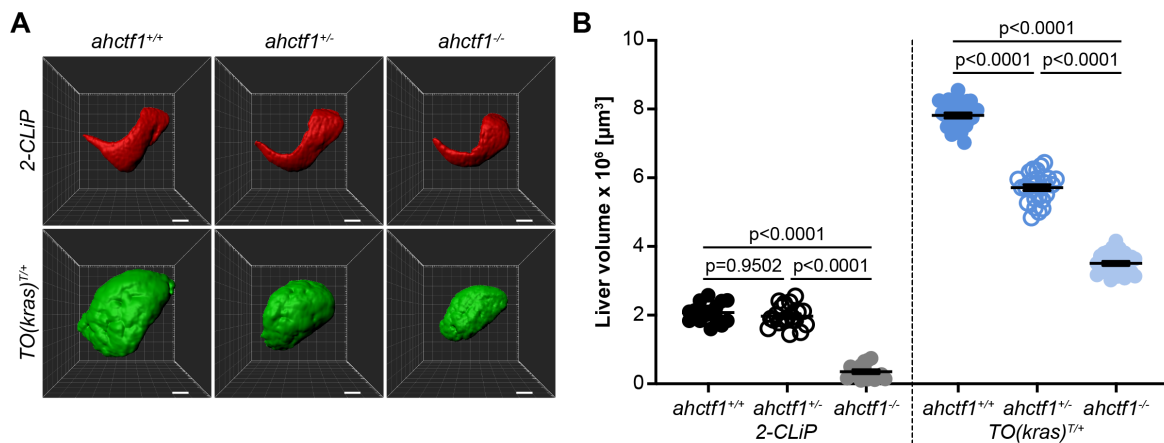 A
ahctf1+/+ ahctf1+/- ahctf1-/-
2-CLiP
TO(kras)T/+
B
Liver volume x 10⁶ [µm³]
10
8
6
4
2
0
p<0.0001
p=0.9502 p<0.0001
p<0.0001
p<0.0001 p<0.0001
ahctf1+/+ ahctf1+/- ahctf1-/- ahctf1+/+ ahctf1+/- ahctf1-/-
2-CLiP TO(kras)T/+